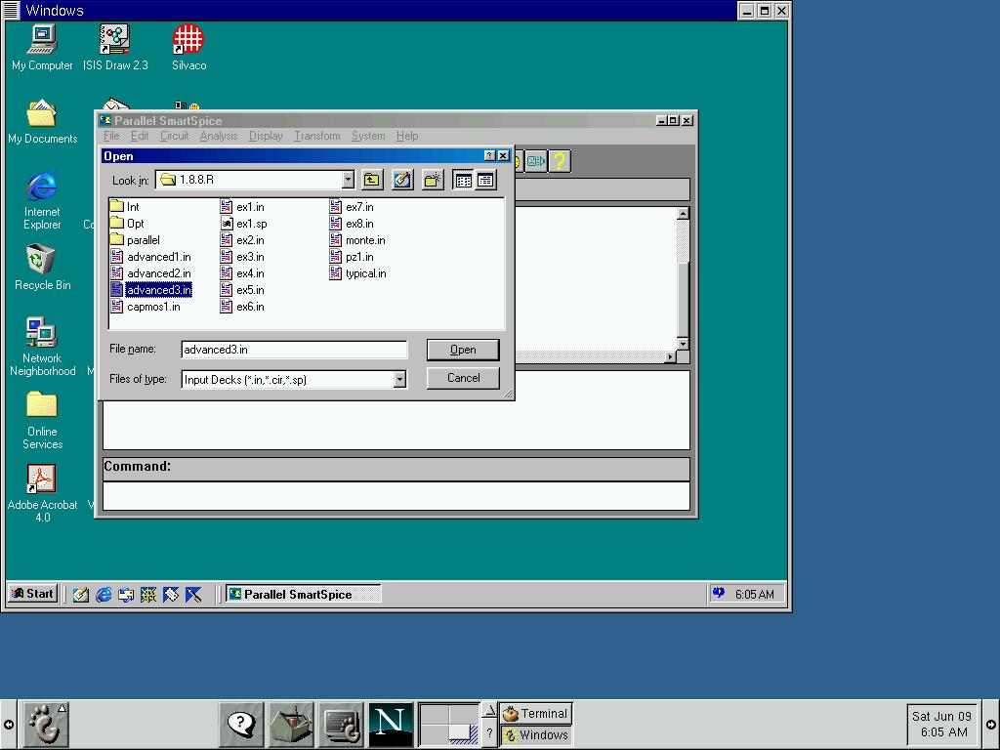 Windows
My Computer
ISIS Draw 2.3
Silvaco
My Documents
Internet
Explorer
Recycle Bin
Network
Neighborhood
Online
Services
Adobe Acrobat
4.0
Parallel SmartSpice
File Edit Circuit Analysis Display Transform System Help
Open
Look in: 1.8.8.R
Int
Opt
parallel
advanced1.in
advanced2.in
advanced3.in
capmos1.in
ex1.in
ex1.sp
ex2.in
ex3.in
ex4.in
ex5.in
ex6.in
ex7.in
ex8.in
monte.in
pz1.in
typical.in
File name: advanced3.in Open
Files of type: Input Decks (*.in,*.cir,*.sp) Cancel
Command:
Start Parallel SmartSpice 6:05 AM
Terminal
Windows
Sat Jun 09
6:05 AM